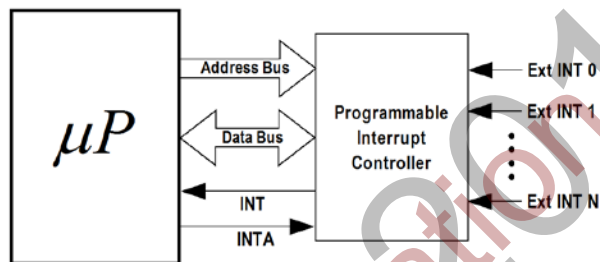 μP
Address Bus
Data Bus
INT
INTA
Programmable
Interrupt
Controller
Ext INT 0
Ext INT 1
Ext INT N